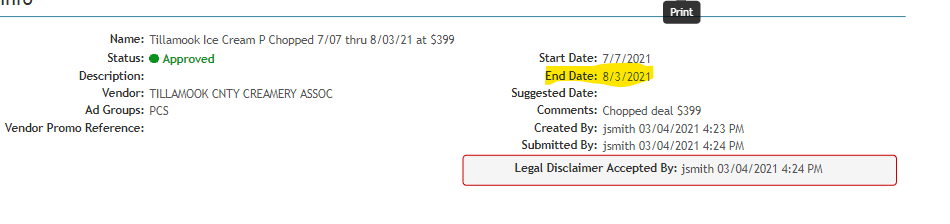 Print
Name: Tillamook Ice Cream P Chopped 7/07 thru 8/03/21 at $399
Status: Approved
Description:
Vendor: TILLAMOOK CNTY CREAMERY ASSOC
Ad Groups: PCS
Vendor Promo Reference:
Start Date: 7/7/2021
End Date: 8/3/2021
Suggested Date:
Comments: Chopped deal $399
Created By: jsmith 03/04/2021 4:23 PM
Submitted By: jsmith 03/04/2021 4:24 PM
Legal Disclaimer Accepted By: jsmith 03/04/2021 4:24 PM